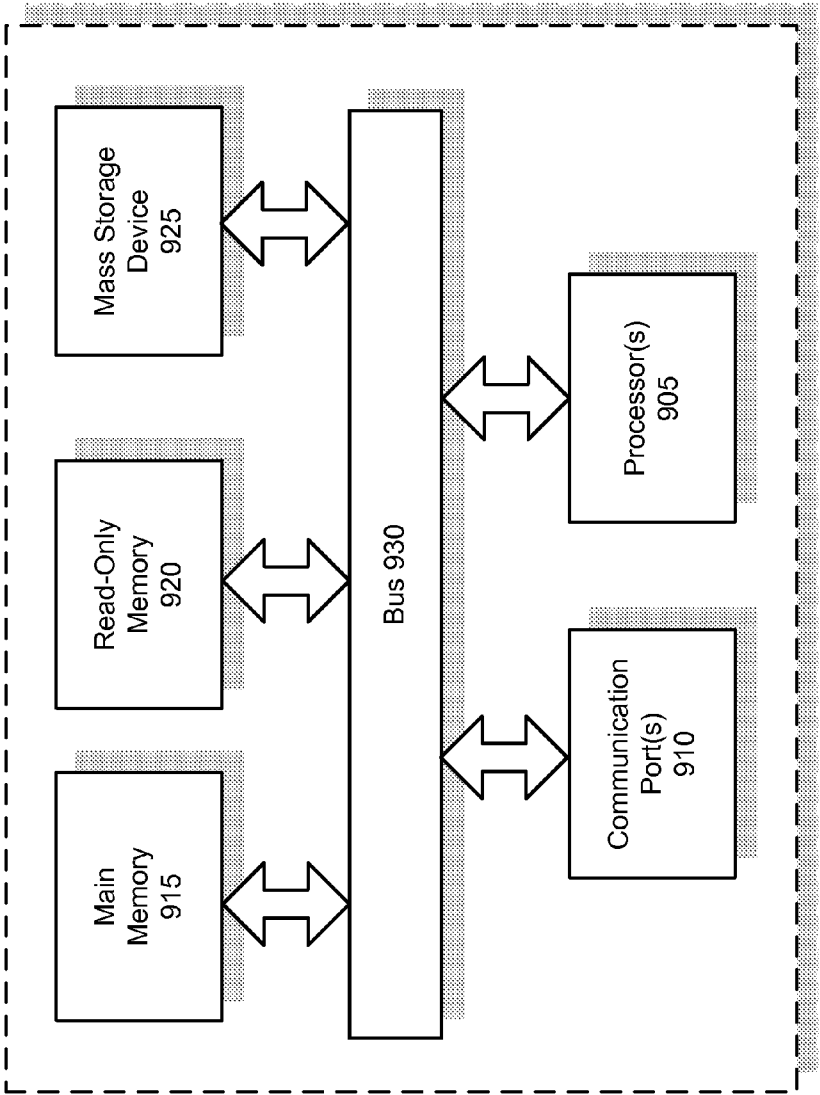 Main
Memory
915
Read-Only
Memory
920
Mass Storage
Device
925
Bus 930
Communication
Port(s)
910
Processor(s)
905